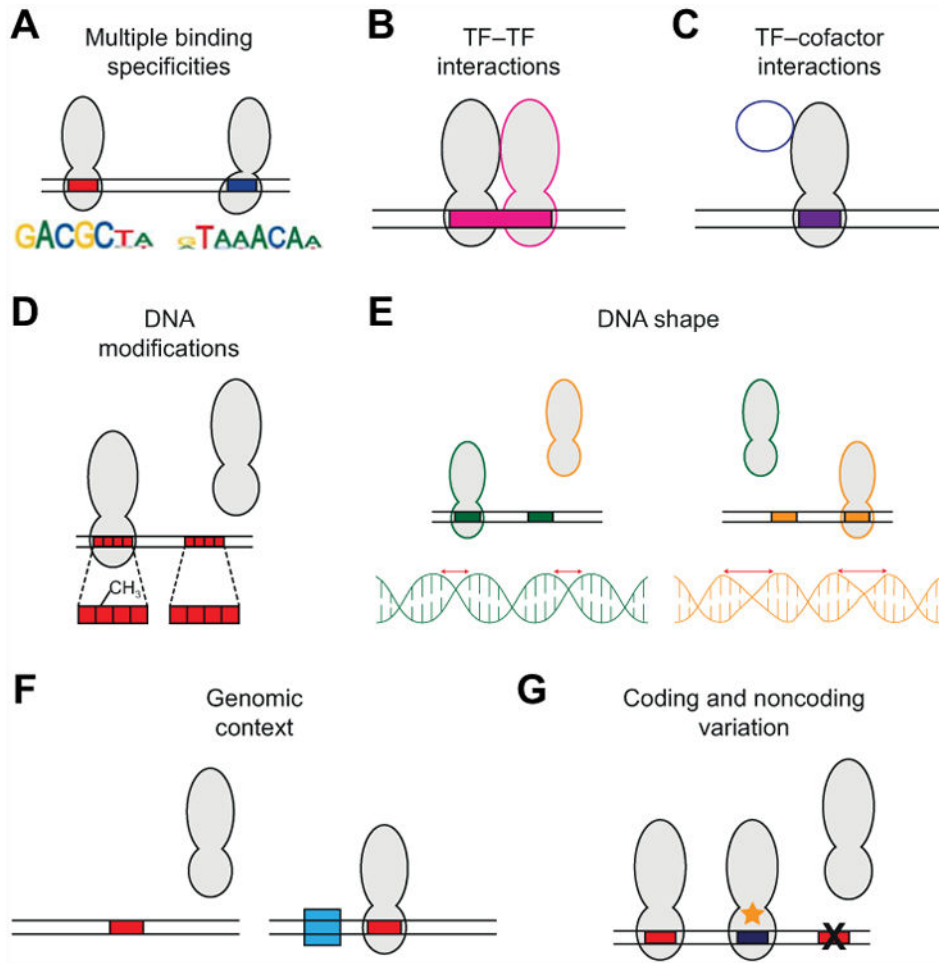 A
Multiple binding
specificities
GACGCTA
GTAAACAA
B
TF–TF
interactions
C
TF–cofactor
interactions
D
DNA
modifications
CH3
E
DNA shape
F
Genomic
context
G
Coding and noncoding
variation
X